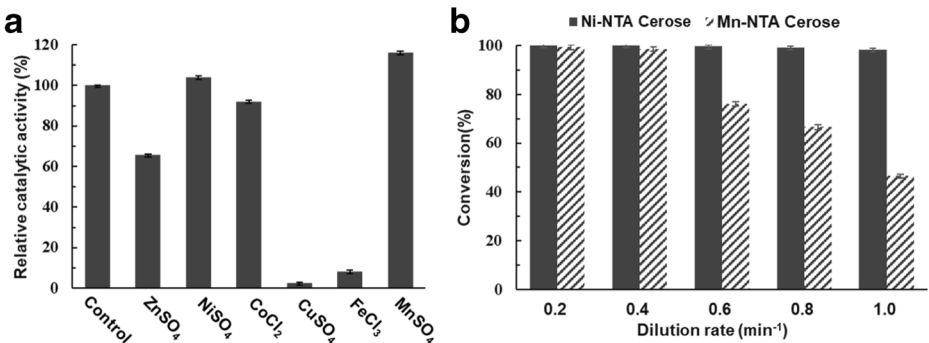 a
Relative catalytic activity (%)
120
100
80
60
40
20
0
Control
ZnSO4
NiSO4
CoCl2
CuSO4
FeCl3
MnSO4
b
Ni-NTA Cerose
Mn-NTA Cerose
Conversion(%)
100
80
60
40
20
0
0.2
0.4
0.6
0.8
1.0
Dilution rate (min-1)